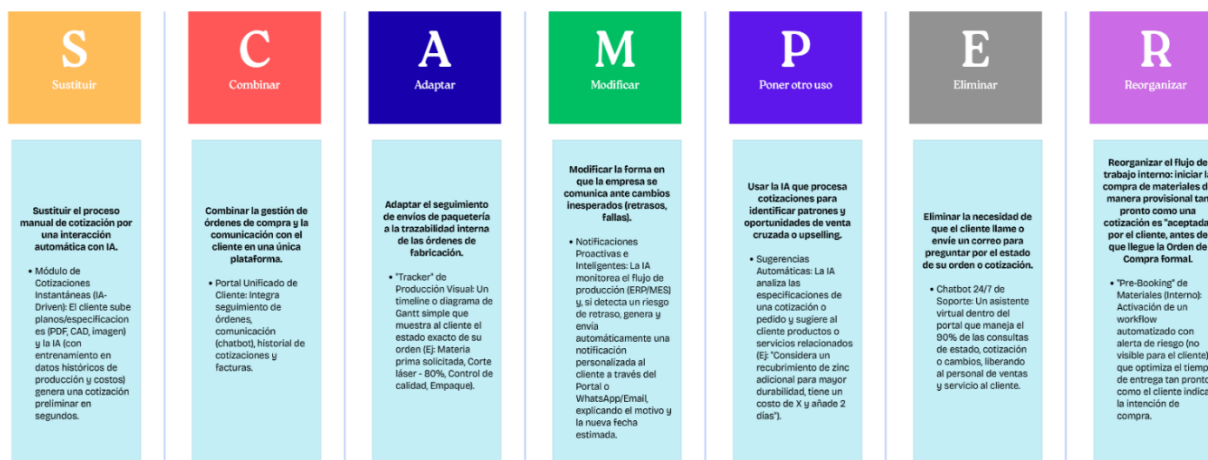 S
Sustituir
C
Combinar
A
Adaptar
M
Modificar
P
Poner otro uso
E
Eliminar
R
Reorganizar
Sustituir el proceso
manual de cotización por
una interacción
automática con IA.
• Módulo de
Cotizaciones
Instantáneas (IA-
Driven): El cliente sube
planos/especificacion
es (PDF, CAD, imagen)
y la IA (con
entrenamiento en
datos históricos de
producción y costos)
genera una cotización
preliminar en
segundos.
Combinar la gestión de
órdenes de compra y la
comunicación con el
cliente en una única
plataforma.
• Portal Unificado de
Cliente: Integra
seguimiento de
órdenes,
comunicación
(chatbot), historial de
cotizaciones y
facturas.
Adaptar el seguimiento
de envíos de paquetería
a la trazabilidad interna
de las órdenes de
fabricación.
• "Tracker" de
Producción Visual: Un
timeline o diagrama de
Gantt simple que
muestra al cliente el
estado exacto de su
orden (Ej: Materia
prima solicitada, Corte
láser - 80%, Control de
calidad, Empaque).
Modificar la forma en
que la empresa se
comunica ante cambios
inesperados (retrasos,
fallas).
• Notificaciones
Proactivas e
Inteligentes: La IA
monitorea el flujo de
producción (ERP/MES)
y, si detecta un riesgo
de retraso, genera y
envía
automáticamente una
notificación
personalizada al
cliente a través del
Portal o
WhatsApp/Email,
explicando el motivo y
la nueva fecha
estimada.
Usar la IA que procesa
cotizaciones para
identificar patrones y
oportunidades de venta
cruzada o upselling.
• Sugerencias
Automáticas: La IA
analiza las
especificaciones de
una cotización o
pedido y sugiere al
cliente productos o
servicios relacionados
(Ej: "Considera un
recubrimiento de zinc
adicional para mayor
durabilidad, tiene un
costo de X y añade 2
días").
Eliminar la necesidad de
que el cliente llame o
envíe un correo para
preguntar por el estado
de su orden o cotización.
• Chatbot 24/7 de
Soporte: Un asistente
virtual dentro del
portal que maneja el
90% de las consultas
de estado, cotización
o cambios, liberando
al personal de ventas
y servicio al cliente.
Reorganizar el flujo de
trabajo interno: iniciar la
compra de materiales d
manera provisional tan
pronto como una
cotización es "aceptada
por el cliente, antes de
que llegue la Orden de
Compra formal.
• "Pre-Booking" de
Materiales (Interno):
Activación de un
workflow
automatizado con
alerta de riesgo (no
visible para el cliente)
que optimiza el tiemp
de entrega tan pronto
como el cliente indica
la intención de
compra.